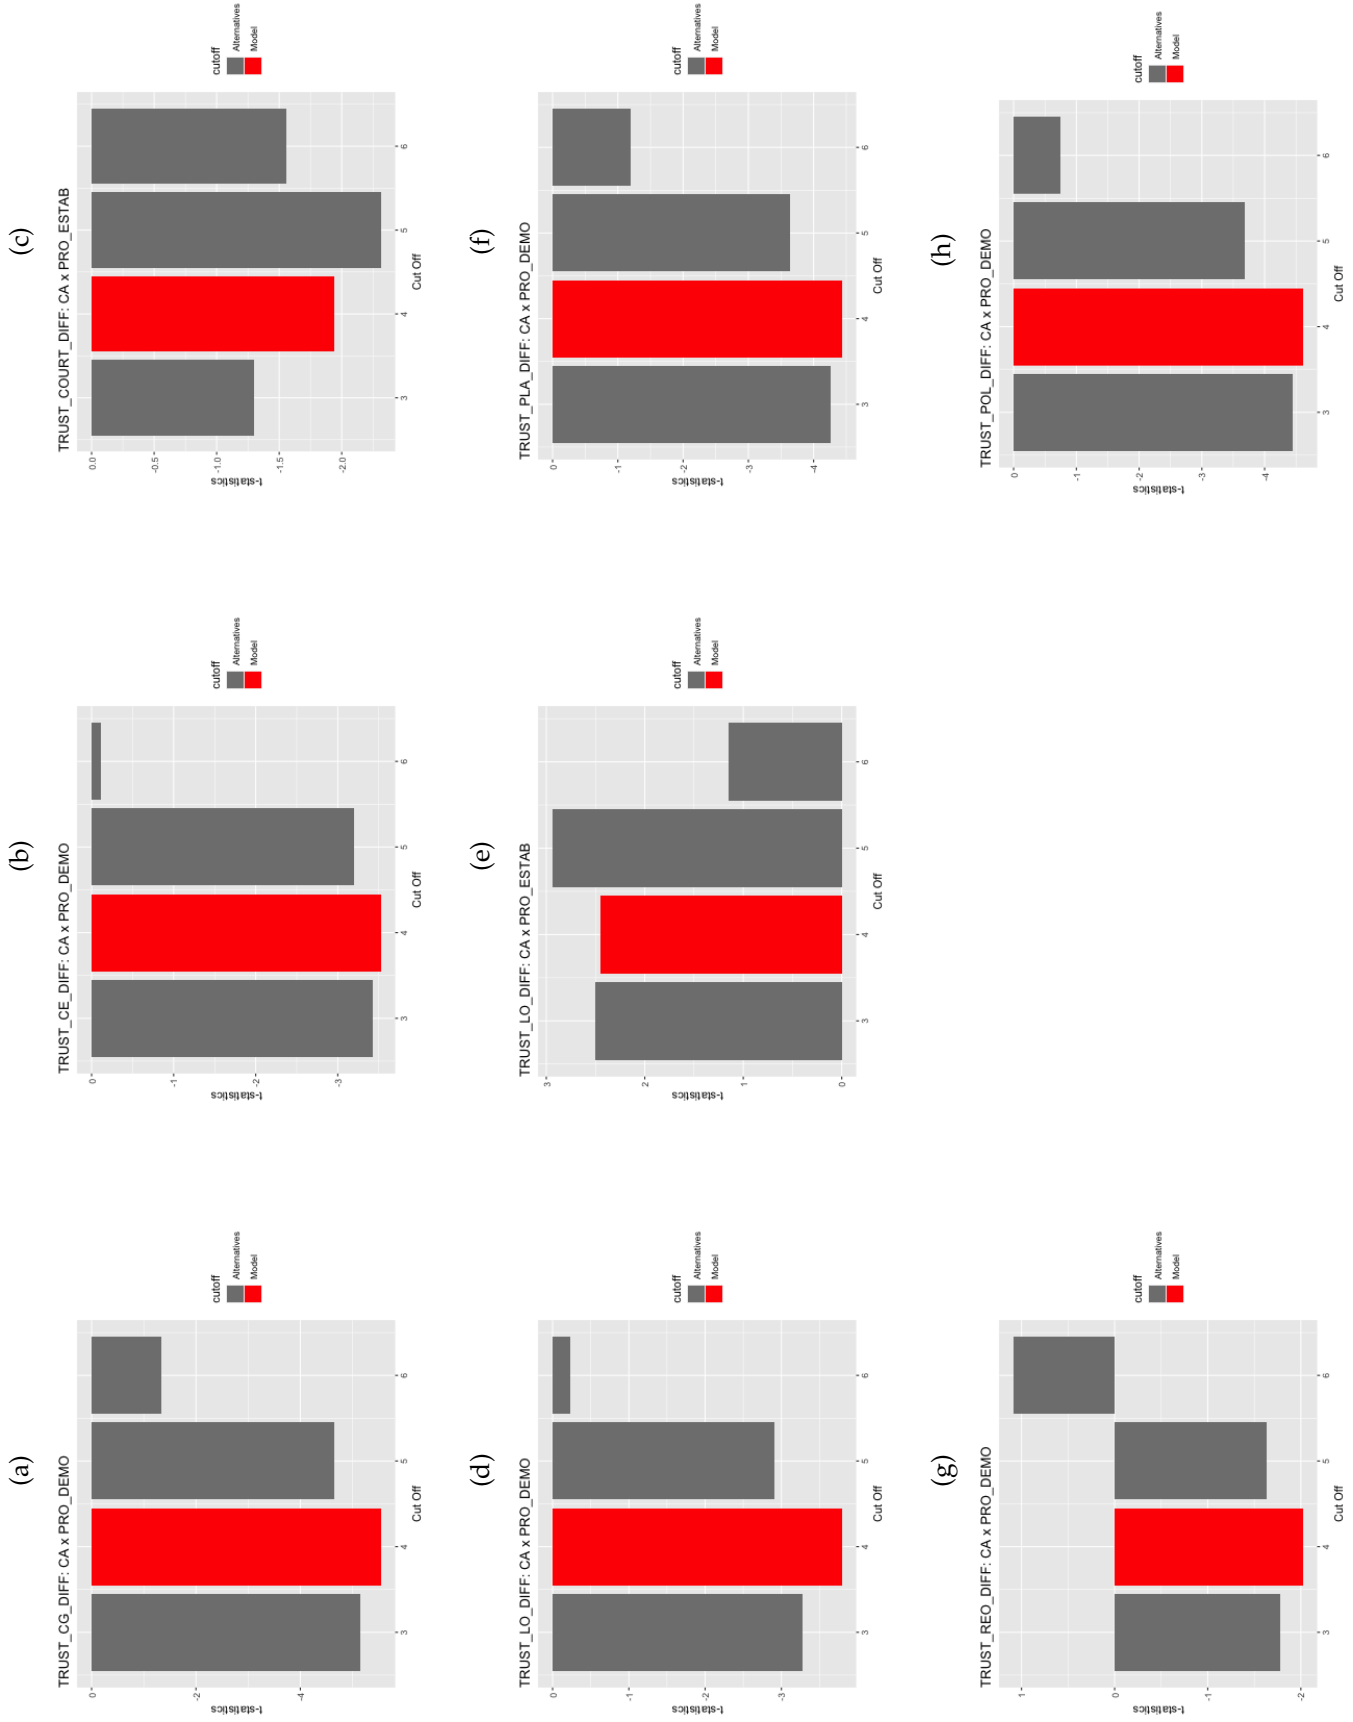 (a)
TRUST_CG_DIFF: CA x PRO_DEMO
t-statistics
0
-2
-4
3
4
5
6
Cut Off
cutoff
Alternatives
Model
(b)
TRUST_CE_DIFF: CA x PRO_DEMO
t-statistics
0
-1
-2
-3
3
4
5
6
Cut Off
cutoff
Alternatives
Model
(c)
TRUST_COURT_DIFF: CA x PRO_ESTAB
t-statistics
0.0
-0.5
-1.0
-1.5
-2.0
3
4
5
6
Cut Off
cutoff
Alternatives
Model
(d)
TRUST_LO_DIFF: CA x PRO_DEMO
t-statistics
0
-1
-2
-3
3
4
5
6
Cut Off
cutoff
Alternatives
Model
(e)
TRUST_LO_DIFF: CA x PRO_ESTAB
t-statistics
3
2
1
0
3
4
5
6
Cut Off
cutoff
Alternatives
Model
(f)
TRUST_PLA_DIFF: CA x PRO_DEMO
t-statistics
0
-1
-2
-3
-4
3
4
5
6
Cut Off
cutoff
Alternatives
Model
(g)
TRUST_REO_DIFF: CA x PRO_DEMO
t-statistics
1
0
-1
-2
3
4
5
6
Cut Off
cutoff
Alternatives
Model
(h)
TRUST_POL_DIFF: CA x PRO_DEMO
t-statistics
0
-1
-2
-3
-4
3
4
5
6
Cut Off
cutoff
Alternatives
Model